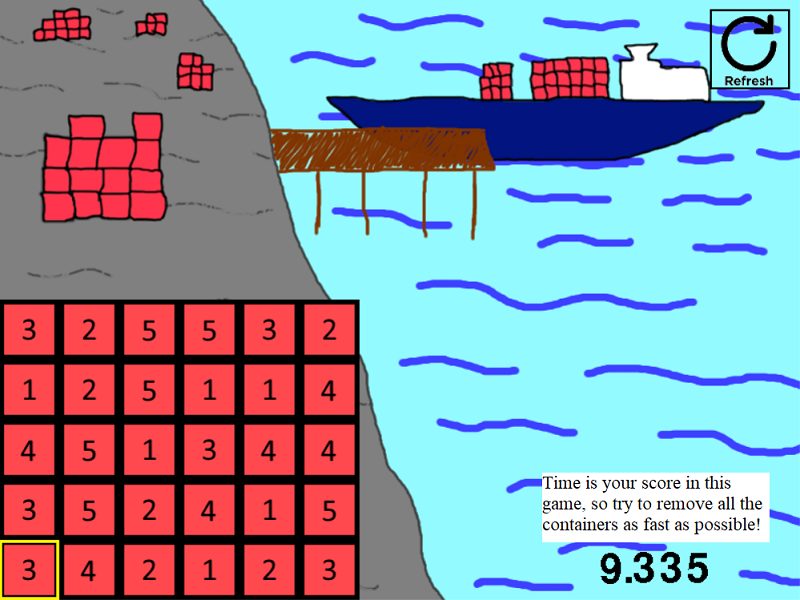 Refresh
3 2 5 5 3 2
1 2 5 1 1 4
4 5 1 3 4 4
3 5 2 4 1 5
3 4 2 1 2 3
Time is your score in this
game, so try to remove all the
containers as fast as possible!
9.335